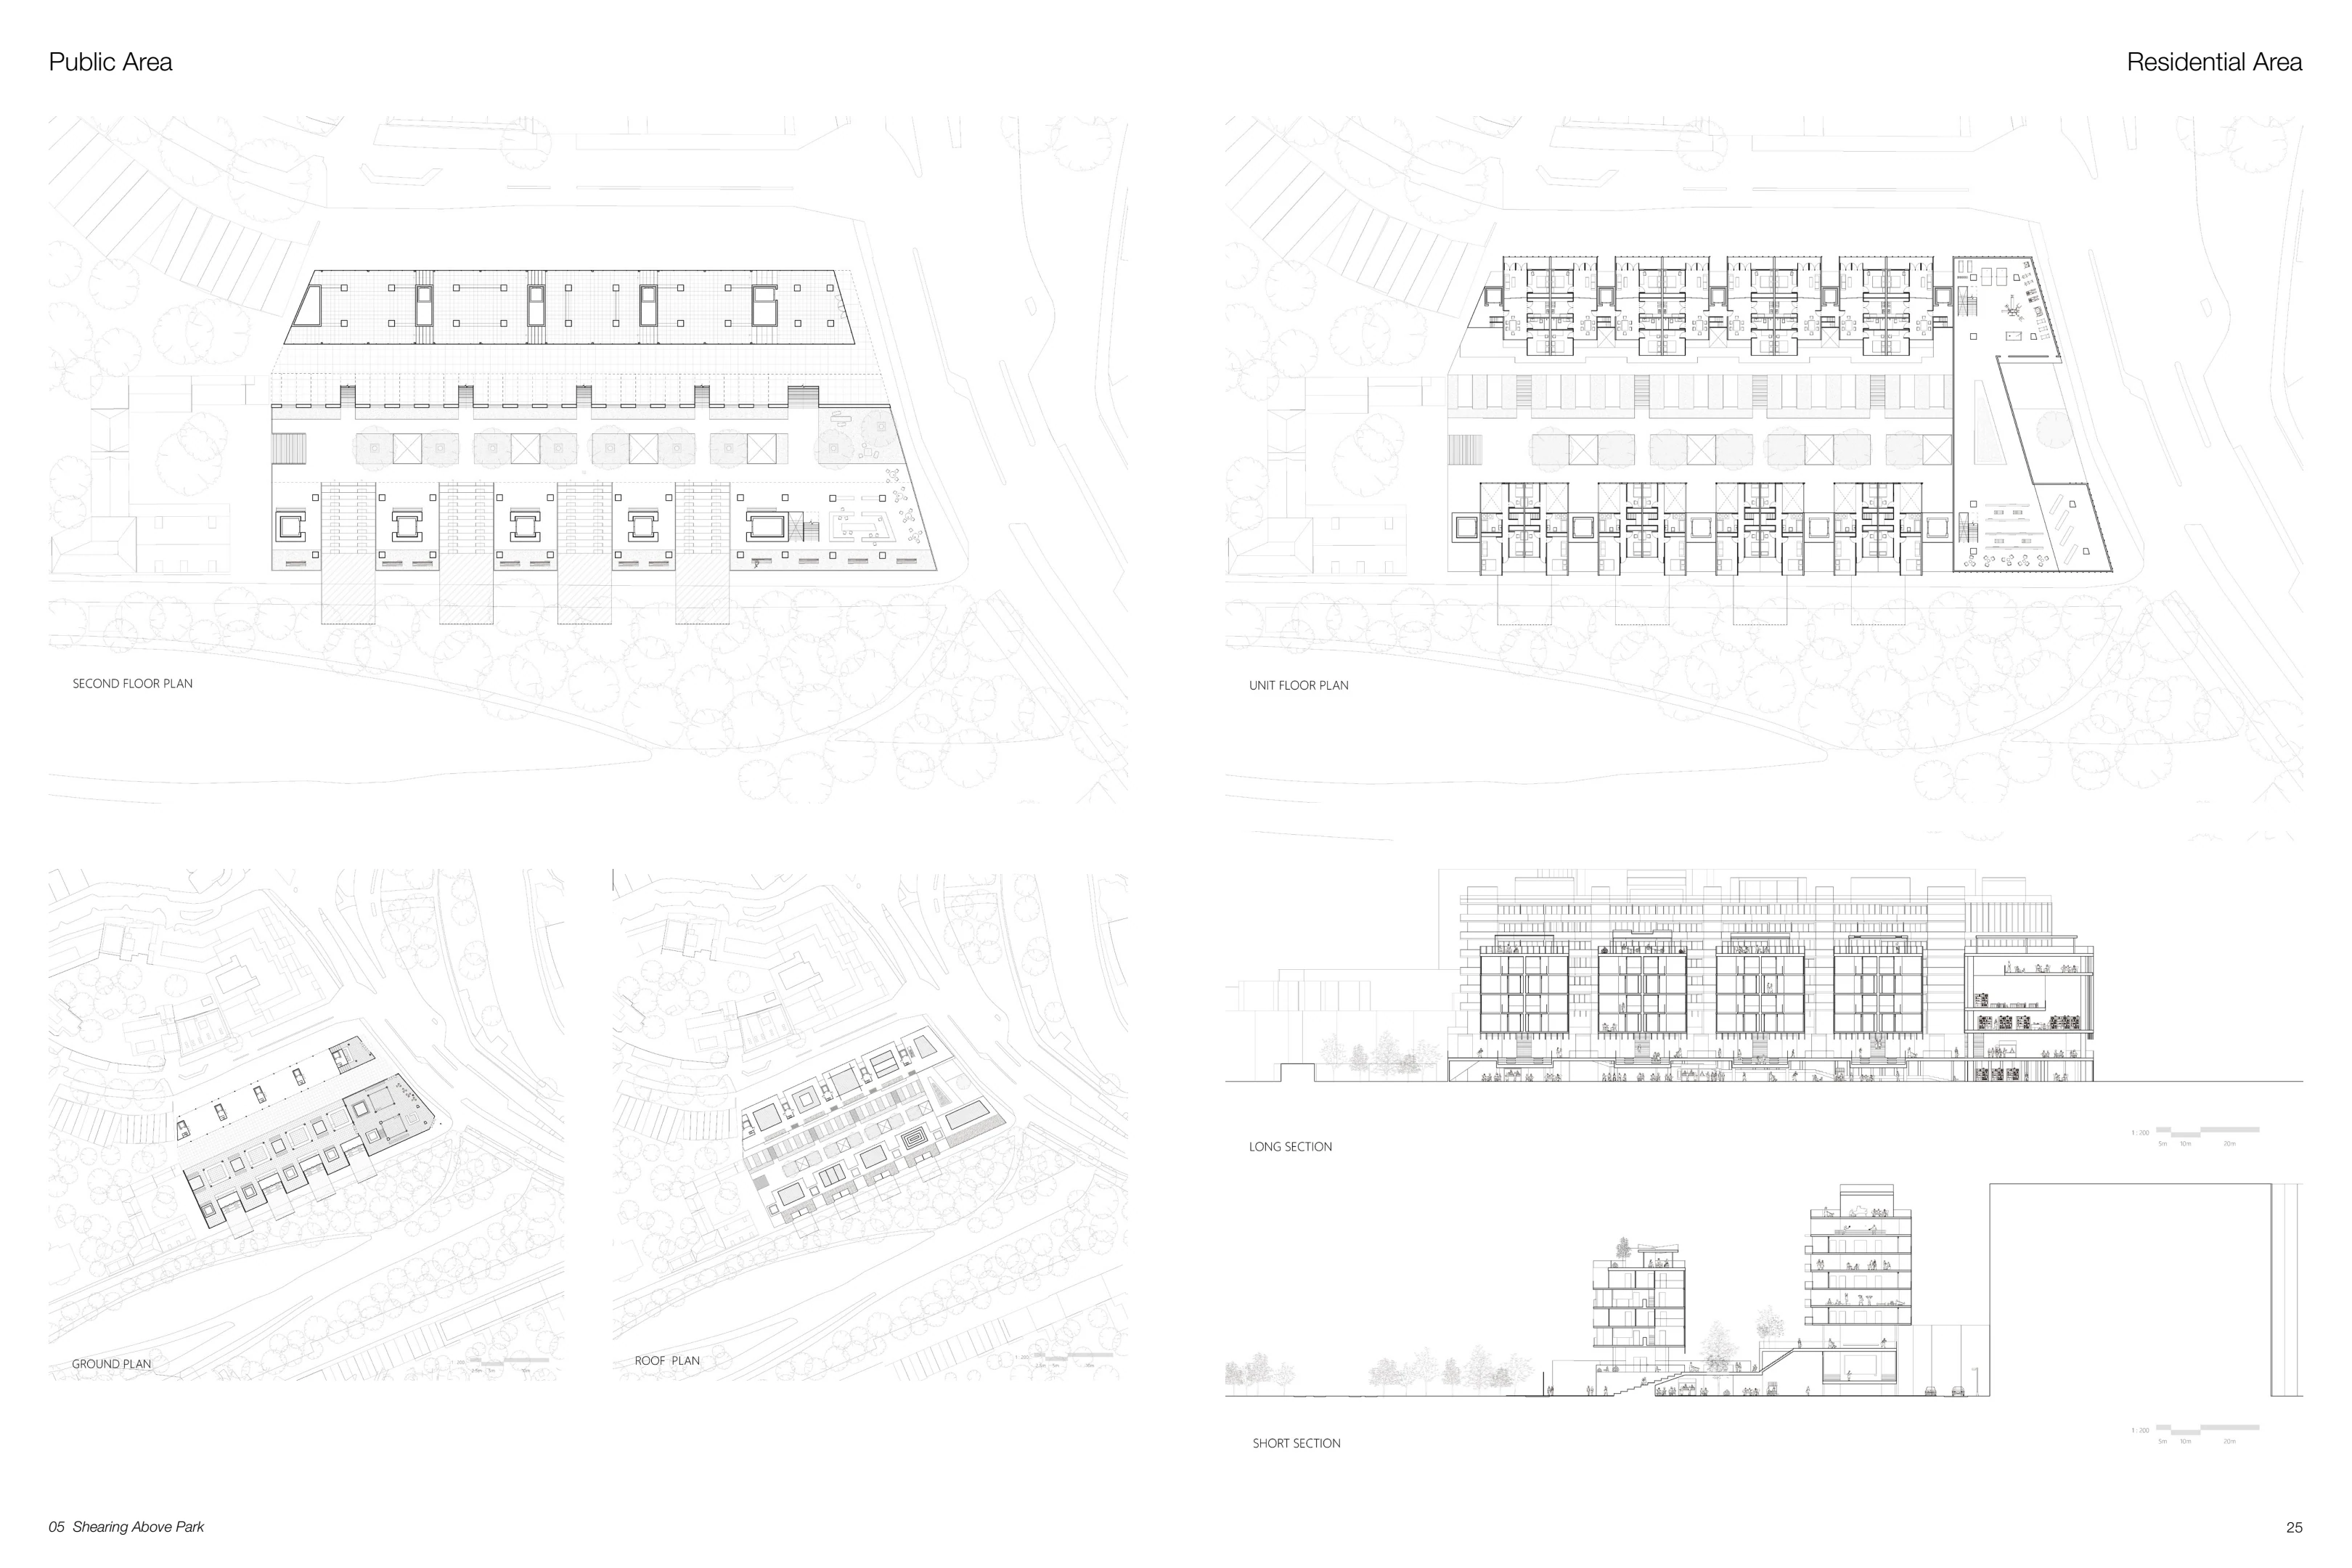 Public Area
Residential Area
SECOND FLOOR PLAN
UNIT FLOOR PLAN
GROUND PLAN
ROOF PLAN
LONG SECTION
1 : 200
5m 10m 20m
SHORT SECTION
1 : 200
5m 10m 20m
05 Shearing Above Park
25